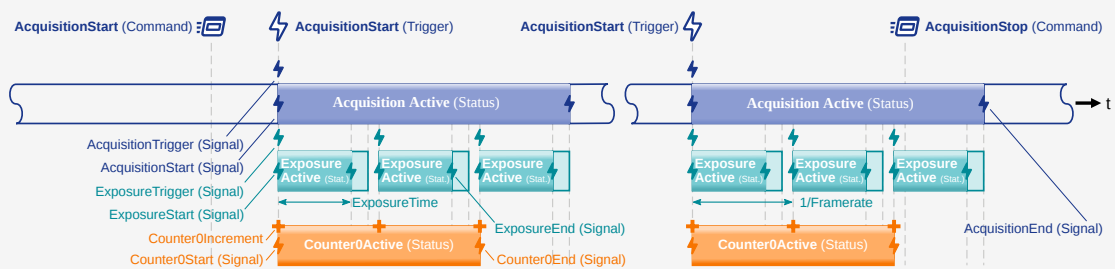 AcquisitionStart (Command)
AcquisitionStart (Trigger)
AcquisitionStart (Trigger)
AcquisitionStop (Command)
Acquisition Active (Status)
Acquisition Active (Status)
t
AcquisitionTrigger (Signal)
AcquisitionStart (Signal)
ExposureTrigger (Signal)
ExposureStart (Signal)
Exposure
Active (Stat.)
Exposure
Active (Stat.)
Exposure
Active (Stat.)
Exposure
Active (Stat.)
Exposure
Active (Stat.)
Exposure
Active (Stat.)
ExposureTime
1/Framerate
ExposureEnd (Signal)
AcquisitionEnd (Signal)
Counter0Increment
Counter0Start (Signal)
Counter0Active (Status)
Counter0End (Signal)
Counter0Active (Status)